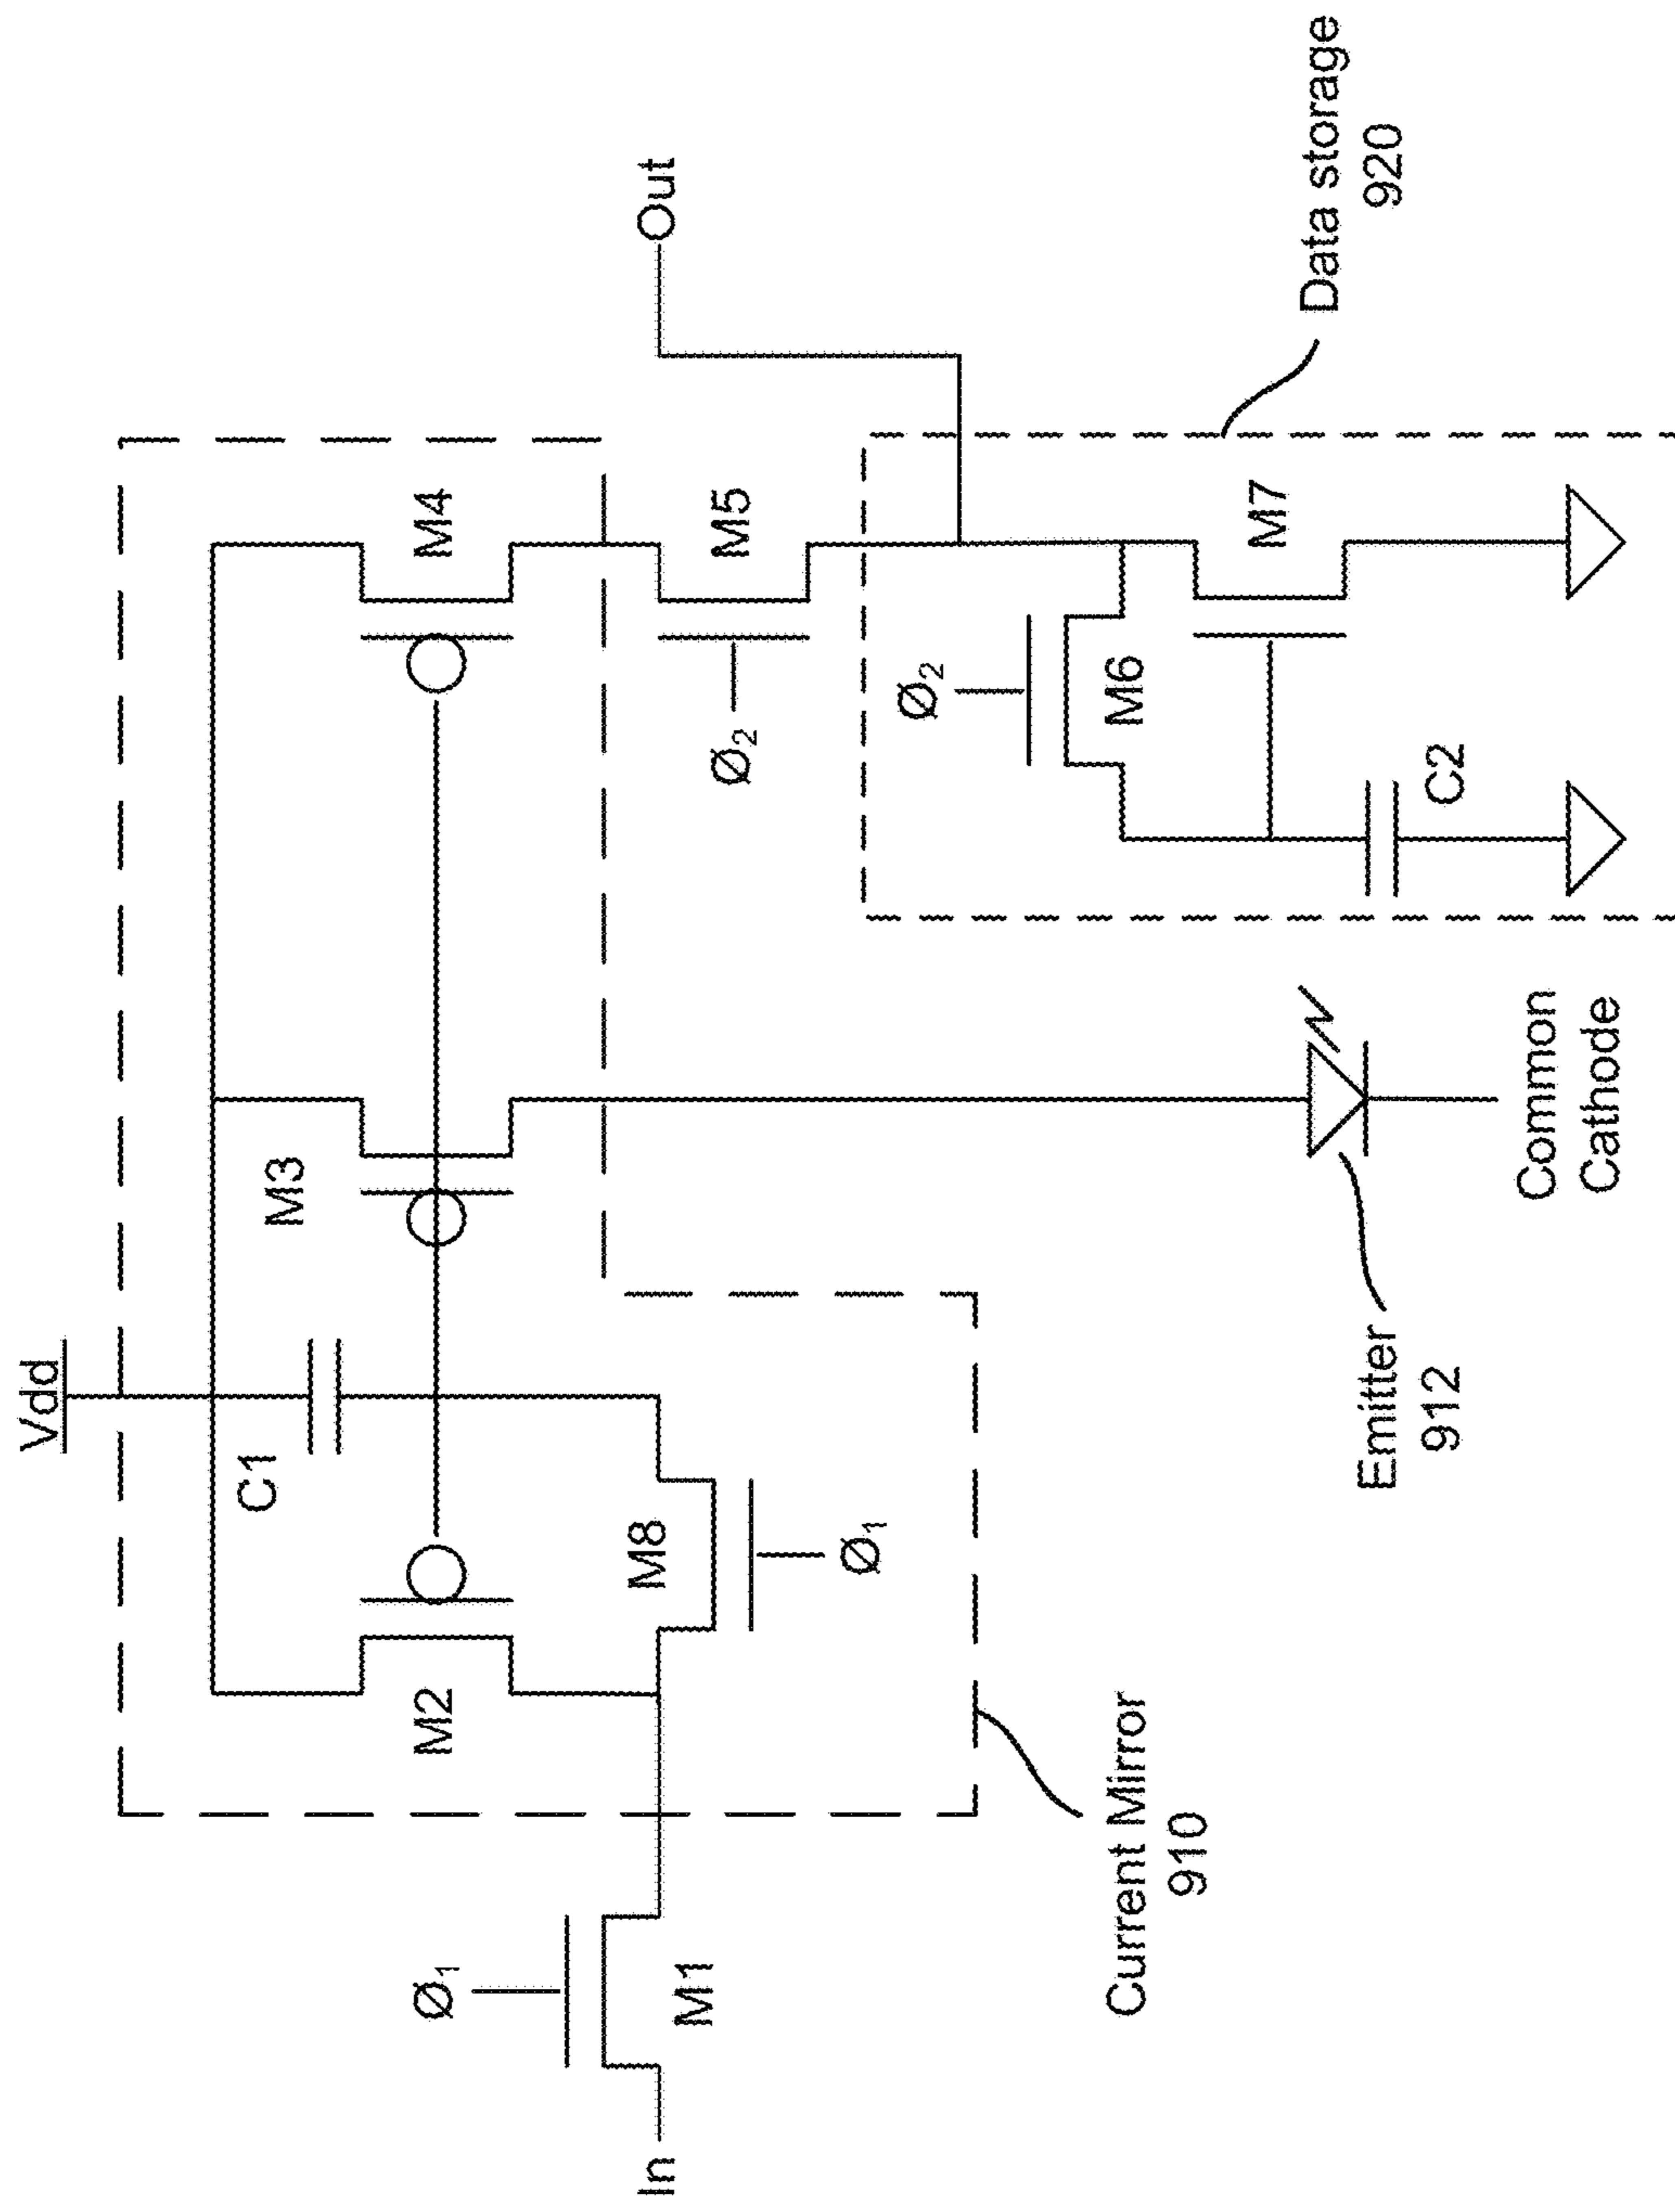 Vdd
C1
M3
M4
M2
M8
Ø1
Ø1
M1
In
M5
Ø2
Ø2
M6
M7
C2
Out
Current Mirror
910
Emitter
912
Common
Cathode
Data storage
920